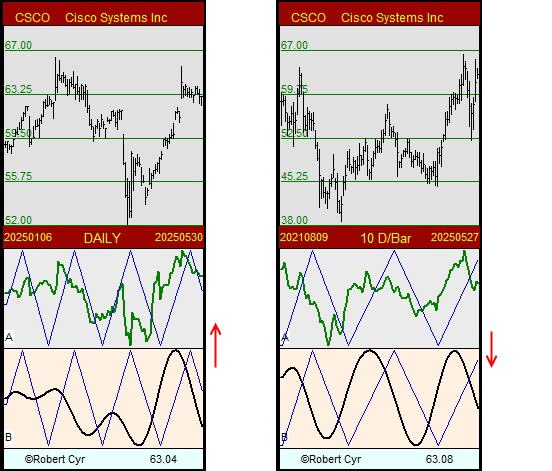 CSCO Cisco Systems Inc
67.00
63.25
59.50
55.75
52.00
20250106 DAILY 20250530
A
B
©Robert Cyr 63.04
CSCO Cisco Systems Inc
67.00
59.75
52.50
45.25
38.00
20210809 10 D/Bar 20250527
A
B
©Robert Cyr 63.08